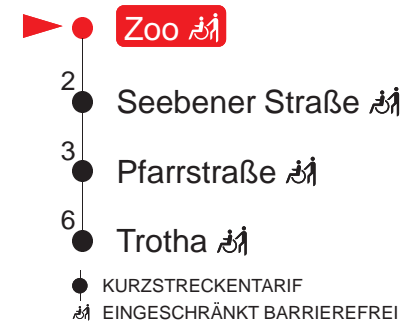 Zoo
2
Seebener Straße
3
Pfarrstraße
6
Trotha
KURZSTRECKENTARIF
EINGESCHRÄNKT BARRIEREFREI